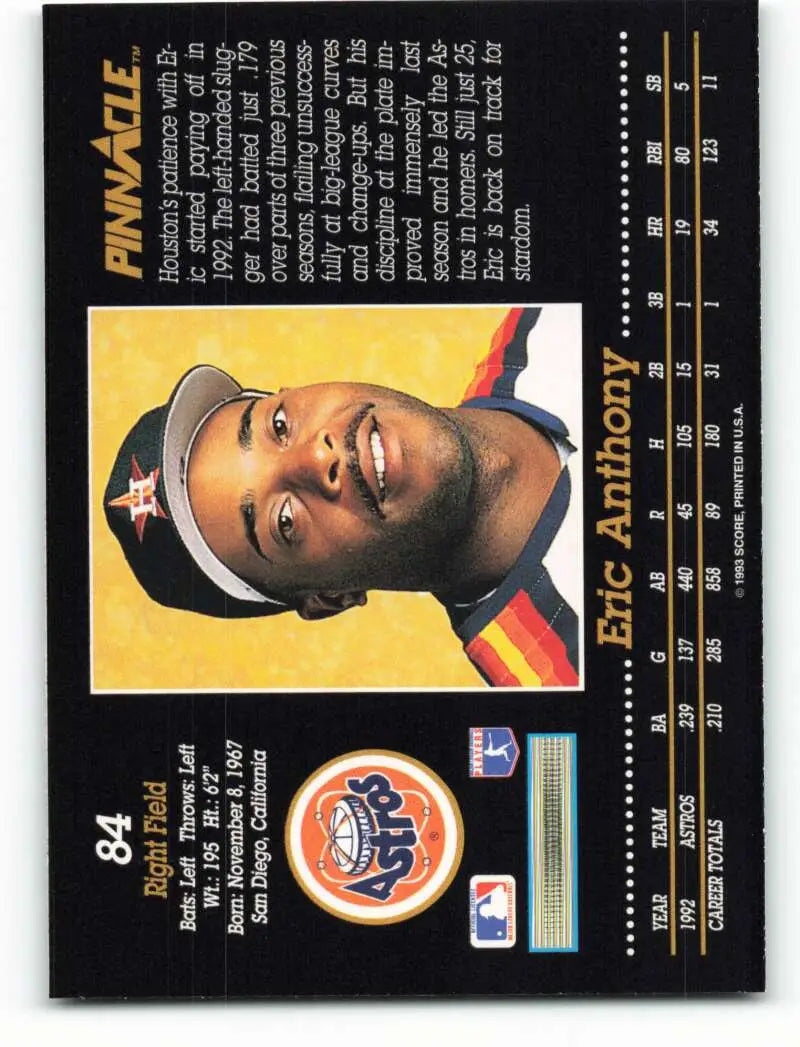 84
Right Field
Bats: Left Throws: Left
Wt.: 195 Ht.: 6'2"
Born: November 8, 1967
San Diego, California
Astros
®
PLAYERS
H
PINNACLE™
Houston's patience with Er-
ic started paying off in
1992. The left-handed slug-
ger had batted just .179
over parts of three previous
seasons, flailing unsuccess-
fully at big-league curves
and change-ups. But his
discipline at the plate im-
proved immensely last
season and he led the As-
tros in homers. Still just 25,
Eric is back on track for
stardom.
Eric Anthony
YEAR TEAM BA G AB R H 2B 3B HR RBI SB
1992 ASTROS .239 137 440 45 105 15 1 19 80 5
CAREER TOTALS .210 285 858 89 180 31 1 34 123 11
© 1993 SCORE, PRINTED IN U.S.A.